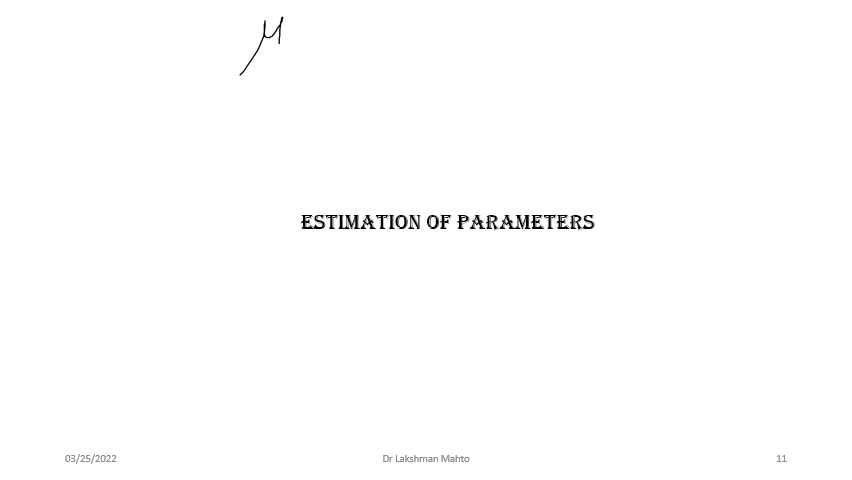 μ
ESTIMATION OF PARAMETERS
03/25/2022
Dr Lakshman Mahto
11